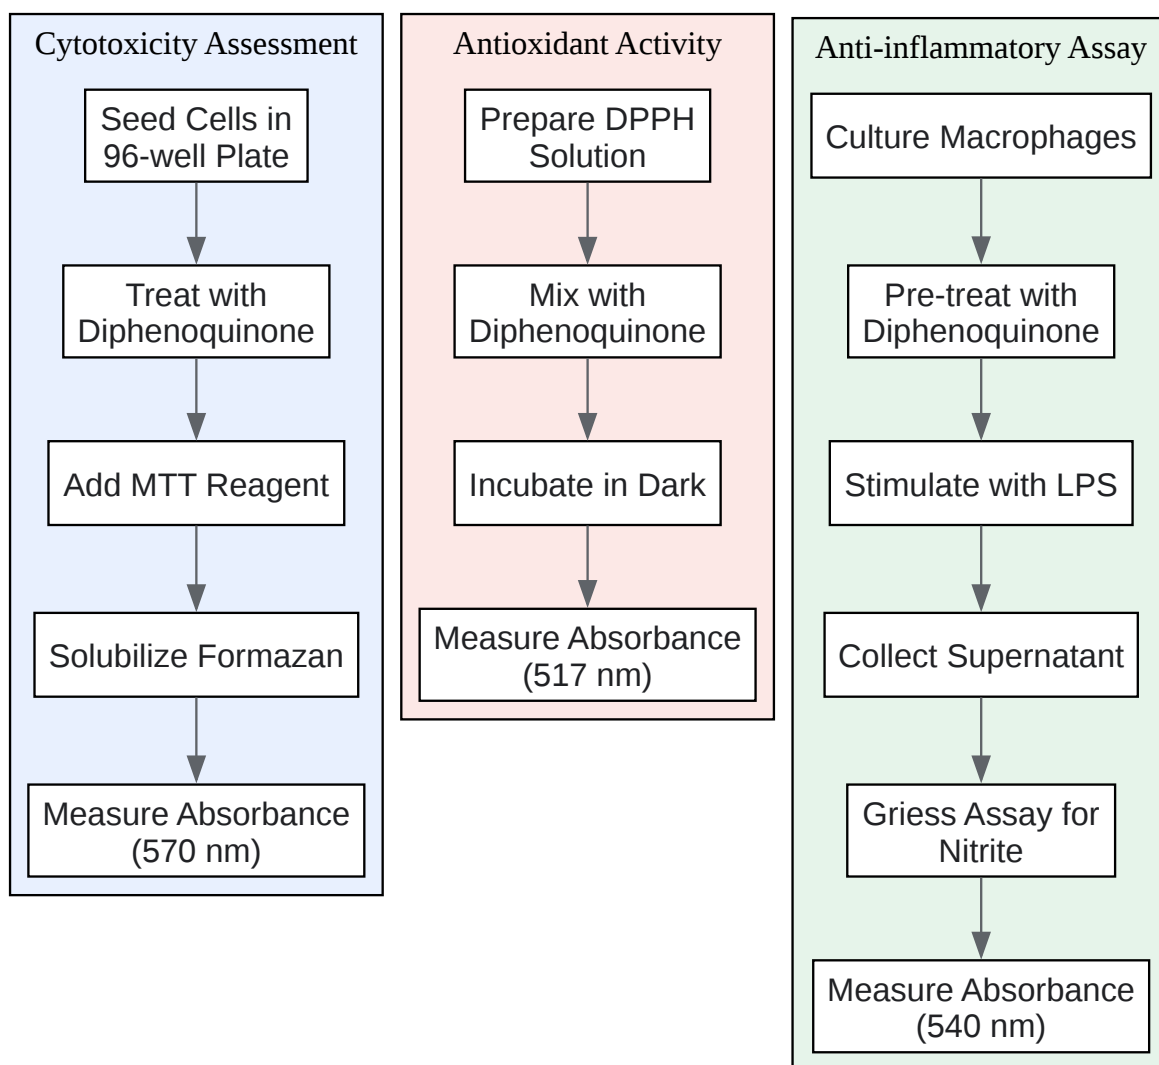 Cytotoxicity Assessment
Seed Cells in
96-well Plate
Treat with
Diphenoquinone
Add MTT Reagent
Solubilize Formazan
Measure Absorbance
(570 nm)
Antioxidant Activity
Prepare DPPH
Solution
Mix with
Diphenoquinone
Incubate in Dark
Measure Absorbance
(517 nm)
Anti-inflammatory Assay
Culture Macrophages
Pre-treat with
Diphenoquinone
Stimulate with LPS
Collect Supernatant
Griess Assay for
Nitrite
Measure Absorbance
(540 nm)